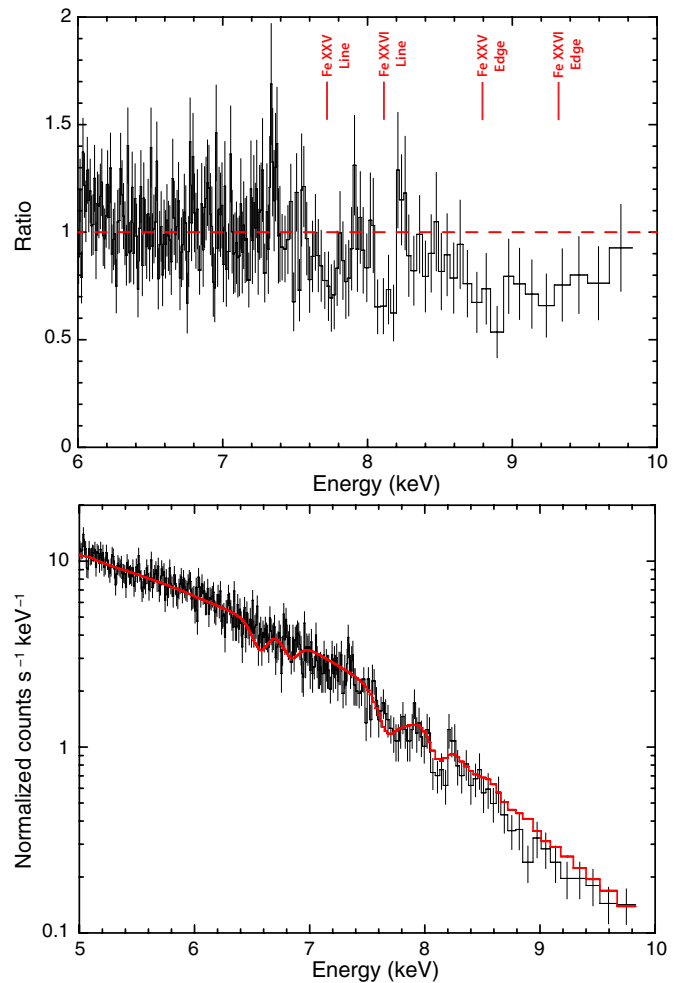 2
1.5
1
0.5
0
Ratio
Fe XXV
Line
Fe XXVI
Line
Fe XXV
Edge
Fe XXVI
Edge
6
7
8
9
10
Energy (keV)
10
1
0.1
Normalized counts s⁻¹ keV⁻¹
5
6
7
8
9
10
Energy (keV)